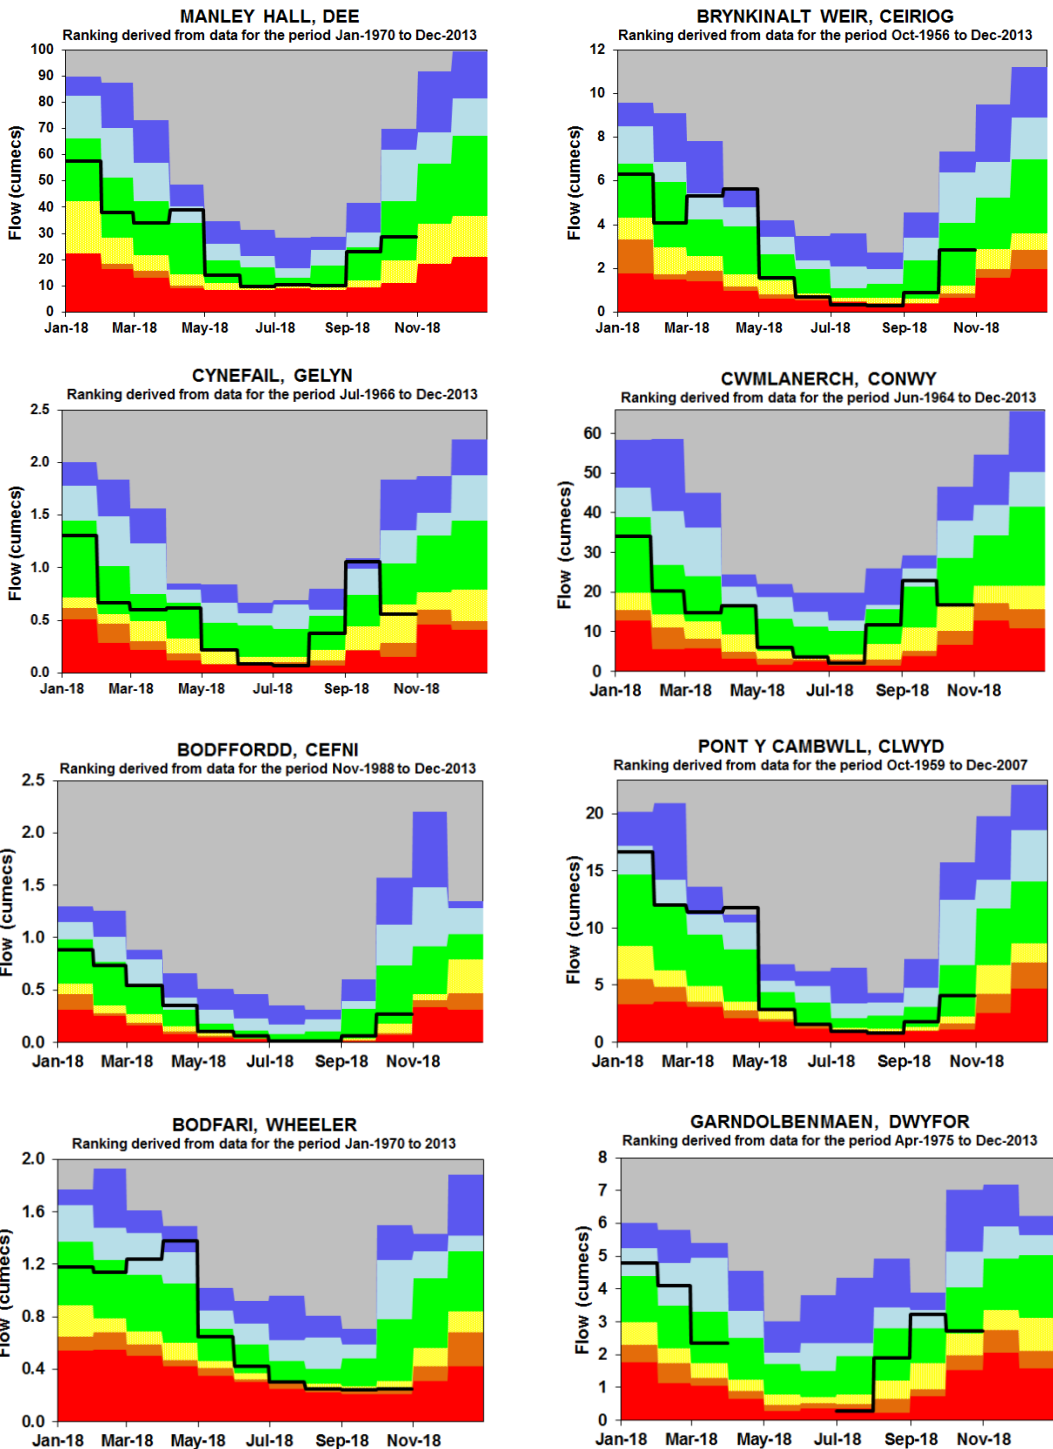 MANLEY HALL, DEE
Ranking derived from data for the period Jan-1970 to Dec-2013
Flow (cumecs)
100
90
80
70
60
50
40
30
20
10
0
Jan-18 Mar-18 May-18 Jul-18 Sep-18 Nov-18
BRYNKINALT WEIR, CEIRIOG
Ranking derived from data for the period Oct-1956 to Dec-2013
Flow (cumecs)
12
10
8
6
4
2
0
Jan-18 Mar-18 May-18 Jul-18 Sep-18 Nov-18
CYNEFAIL, GELYN
Ranking derived from data for the period Jul-1966 to Dec-2013
Flow (cumecs)
2.5
2.0
1.5
1.0
0.5
0.0
Jan-18 Mar-18 May-18 Jul-18 Sep-18 Nov-18
CWMLANERCH, CONWY
Ranking derived from data for the period Jun-1964 to Dec-2013
Flow (cumecs)
60
50
40
30
20
10
0
Jan-18 Mar-18 May-18 Jul-18 Sep-18 Nov-18
BODFFORDD, CEFNI
Ranking derived from data for the period Nov-1988 to Dec-2013
Flow (cumecs)
2.5
2.0
1.5
1.0
0.5
0.0
Jan-18 Mar-18 May-18 Jul-18 Sep-18 Nov-18
PONT Y CAMBWLL, CLWYD
Ranking derived from data for the period Oct-1959 to Dec-2007
Flow (cumecs)
20
15
10
5
0
Jan-18 Mar-18 May-18 Jul-18 Sep-18 Nov-18
BODFARI, WHEELER
Ranking derived from data for the period Jan-1970 to 2013
Flow (cumecs)
2.0
1.6
1.2
0.8
0.4
0.0
Jan-18 Mar-18 May-18 Jul-18 Sep-18 Nov-18
GARNDOLBENMAEN, DWYFOR
Ranking derived from data for the period Apr-1975 to Dec-2013
Flow (cumecs)
8
7
6
5
4
3
2
1
0
Jan-18 Mar-18 May-18 Jul-18 Sep-18 Nov-18